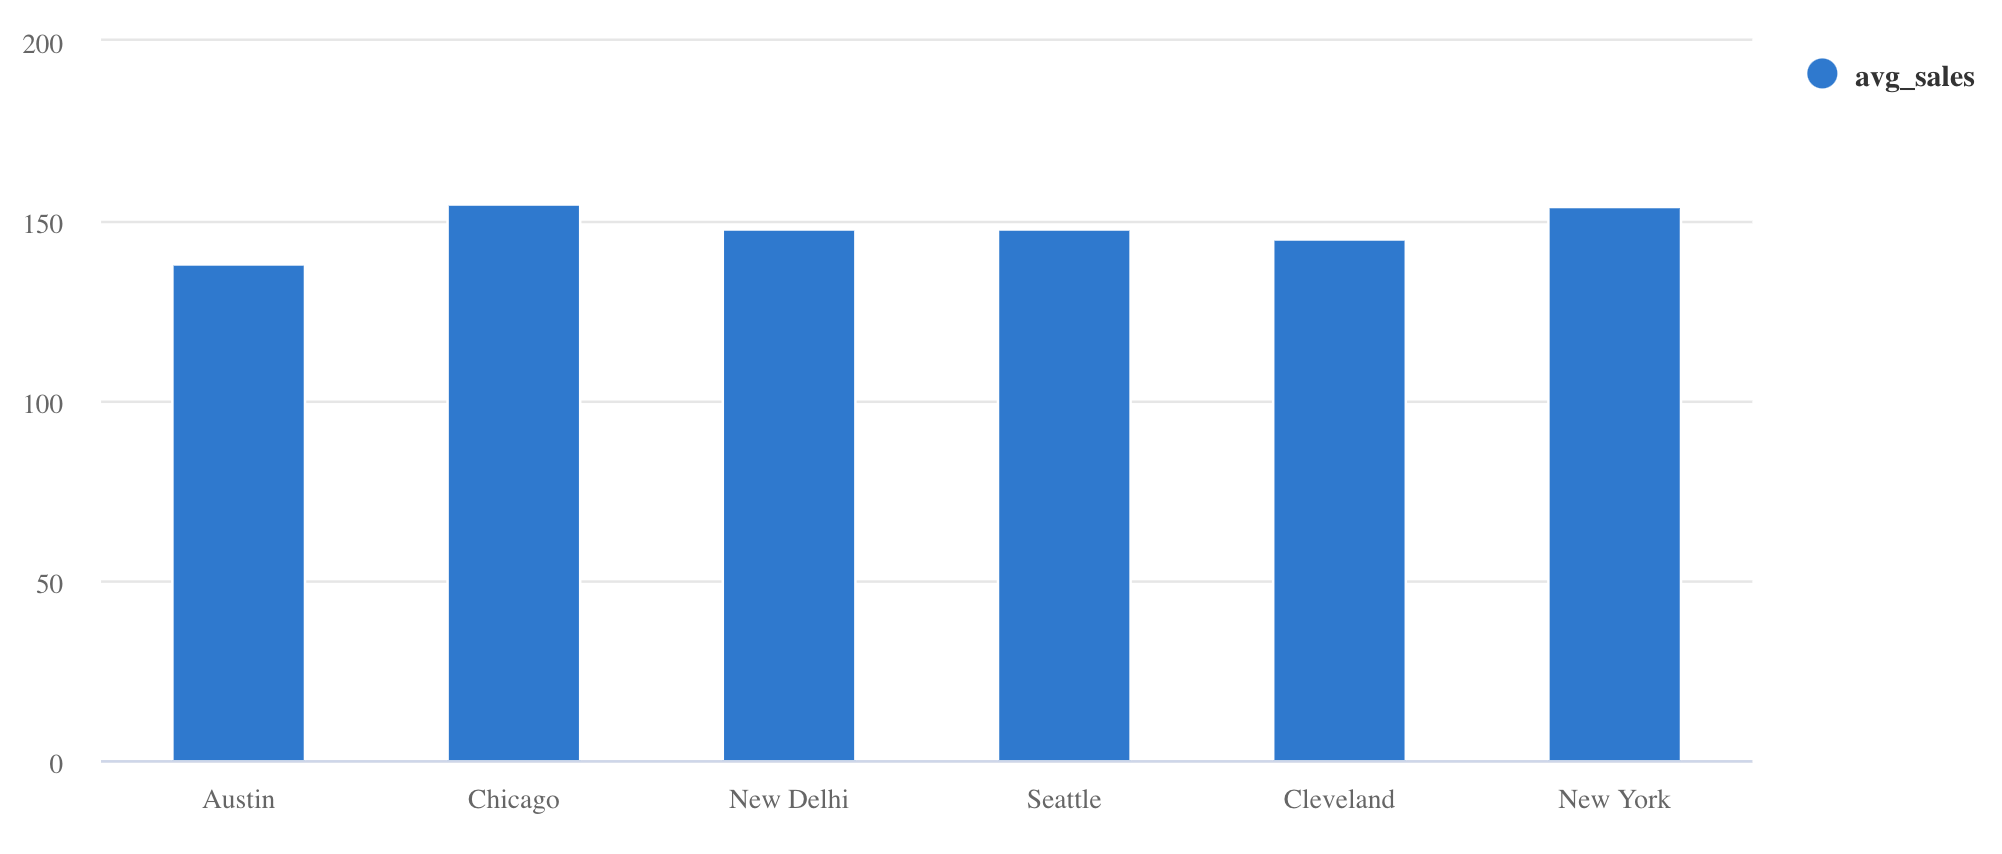 200
avg_sales
150
100
50
0
Austin
Chicago
New Delhi
Seattle
Cleveland
New York